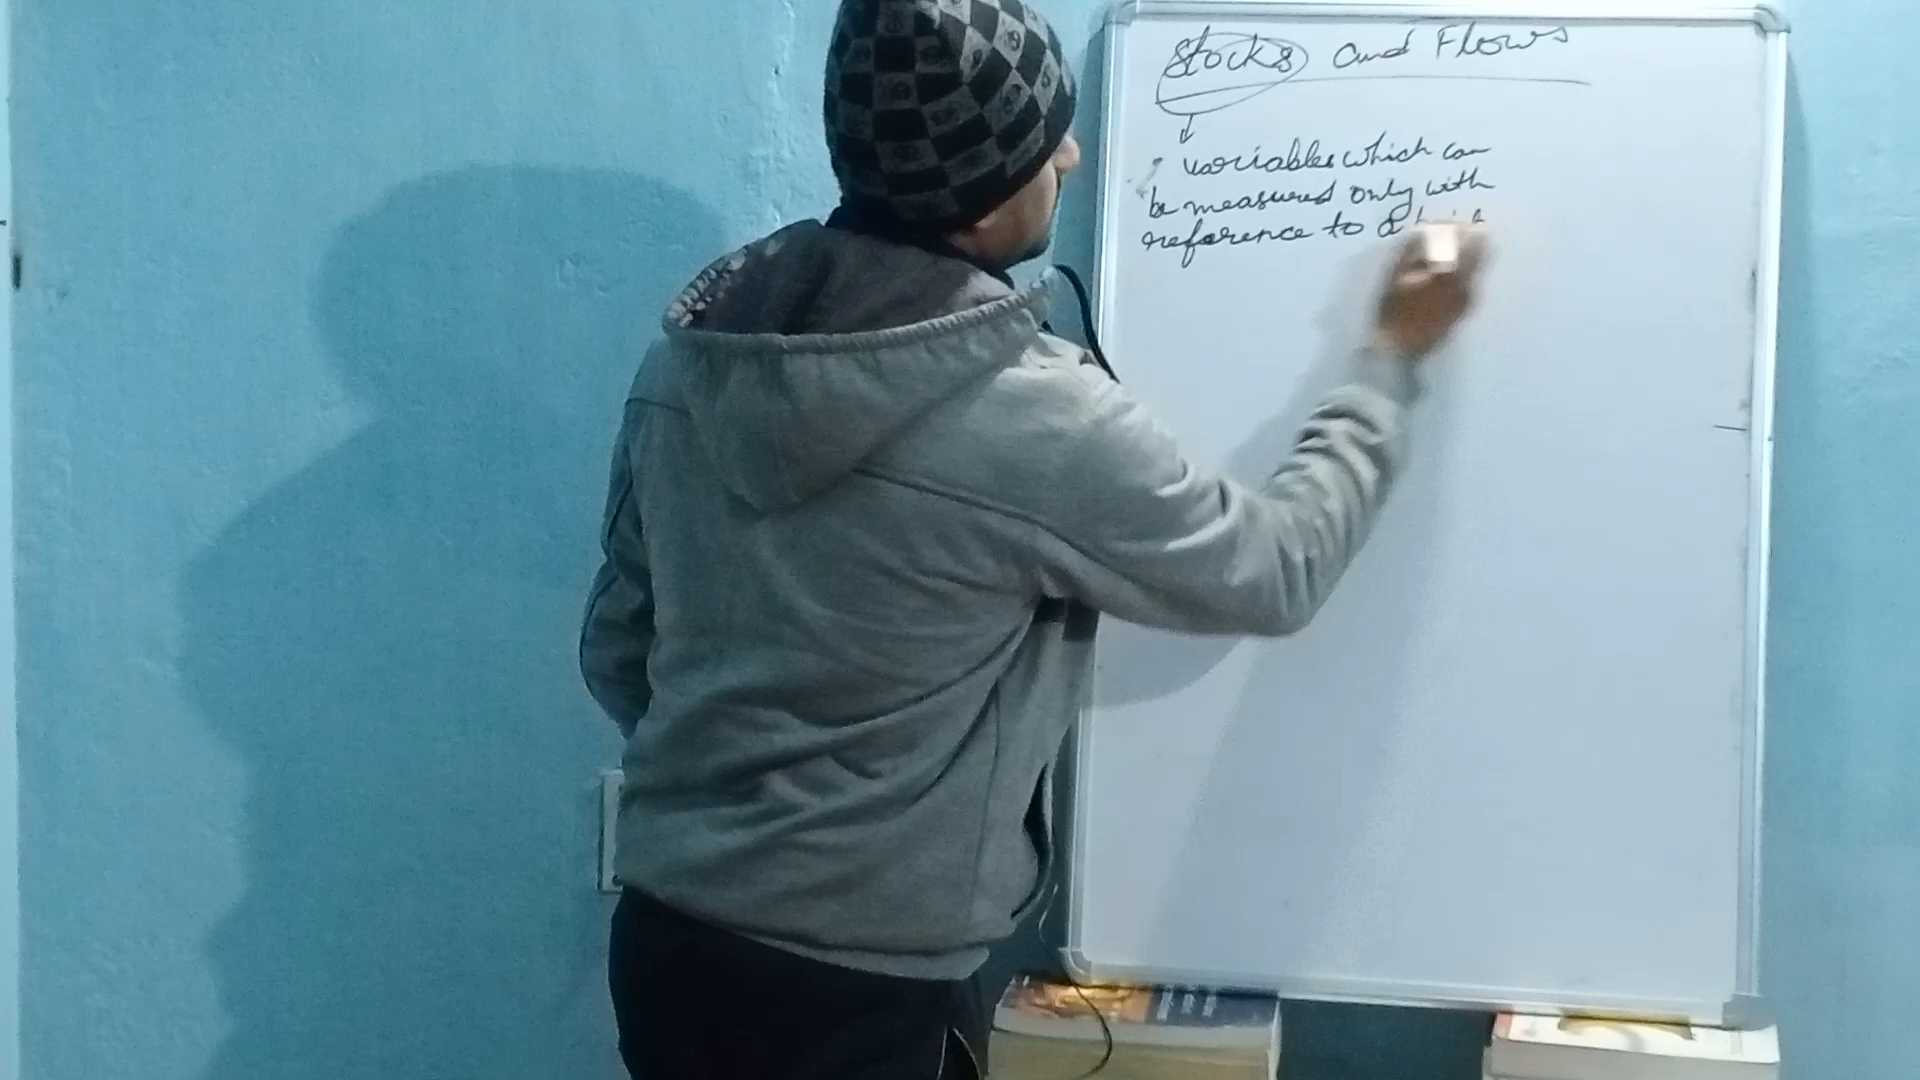 Stocks and Flows
variables which can
be measured only with
reference to a